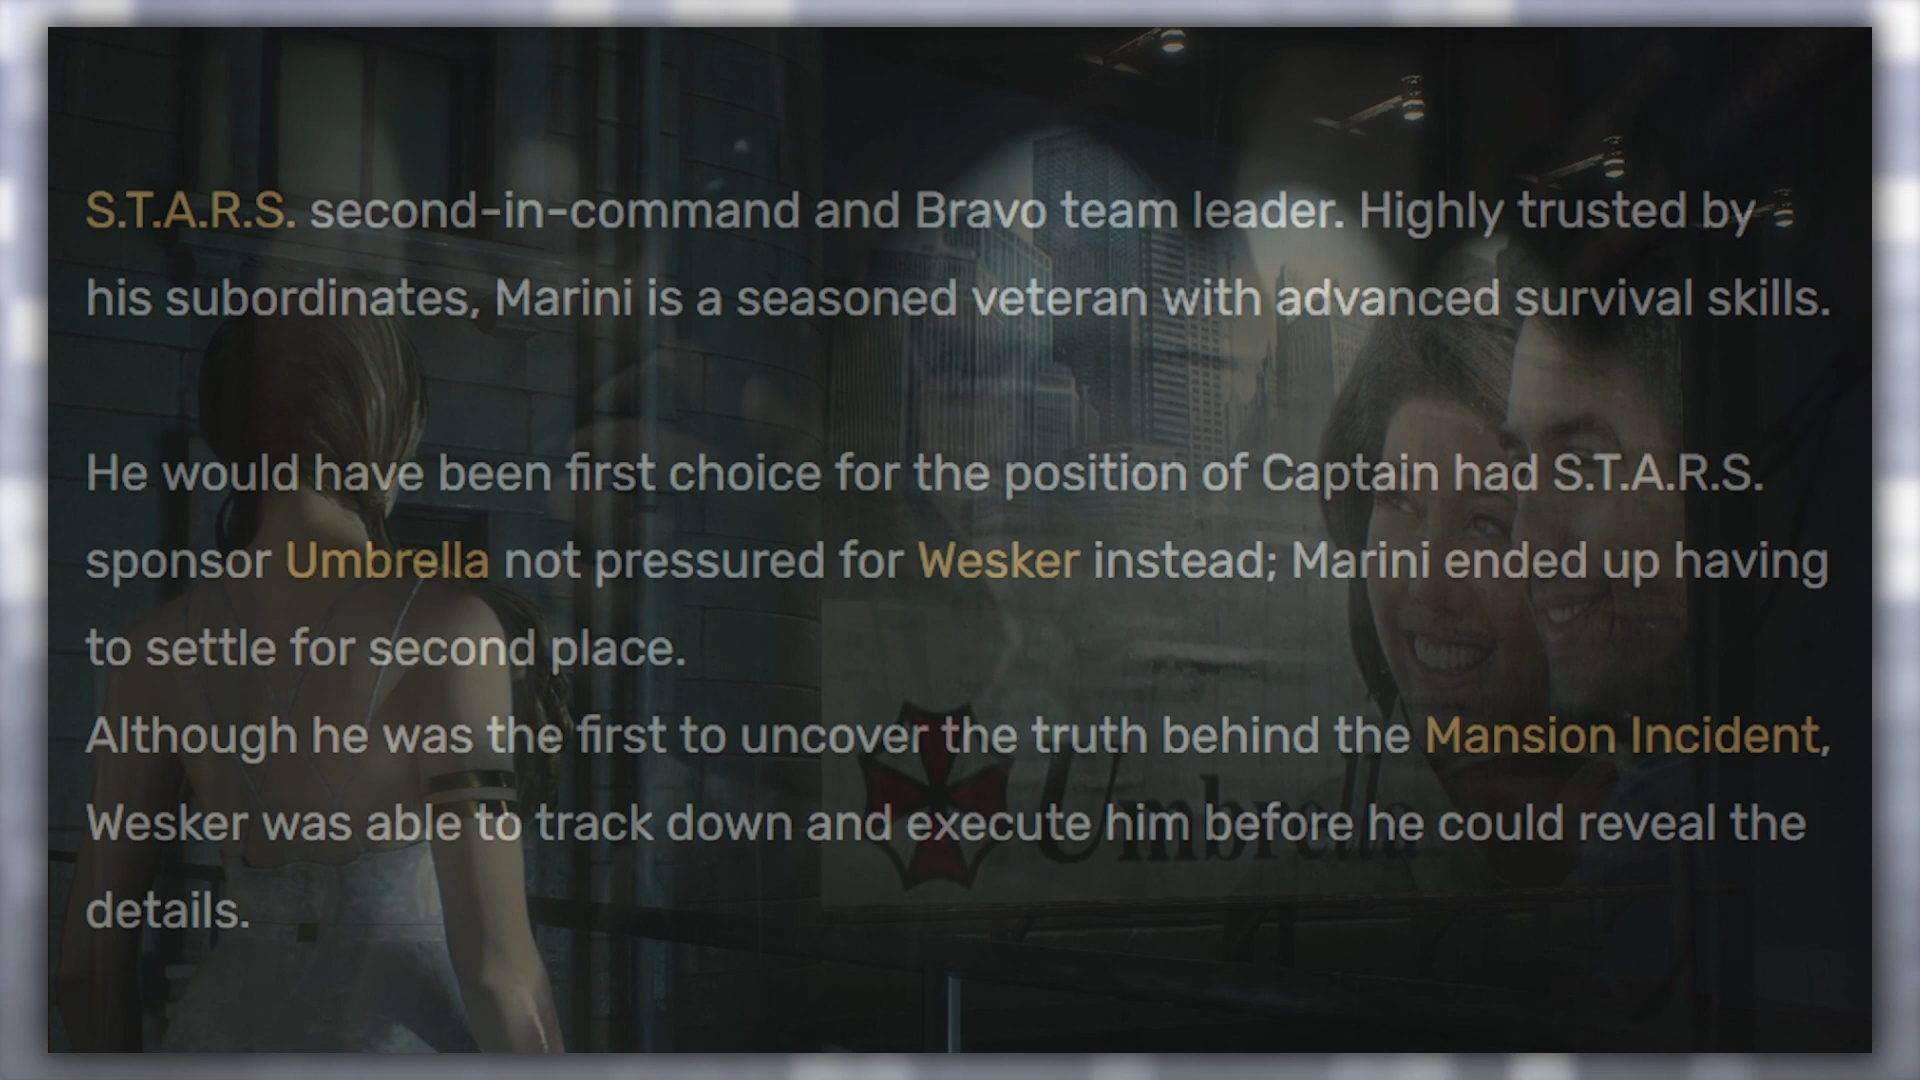 S.T.A.R.S. second-in-command and Bravo team leader. Highly trusted by
his subordinates, Marini is a seasoned veteran with advanced survival skills.
He would have been first choice for the position of Captain had S.T.A.R.S.
sponsor Umbrella not pressured for Wesker instead; Marini ended up having
to settle for second place.
Although he was the first to uncover the truth behind the Mansion Incident,
Wesker was able to track down and execute him before he could reveal the
details.
Umbrella